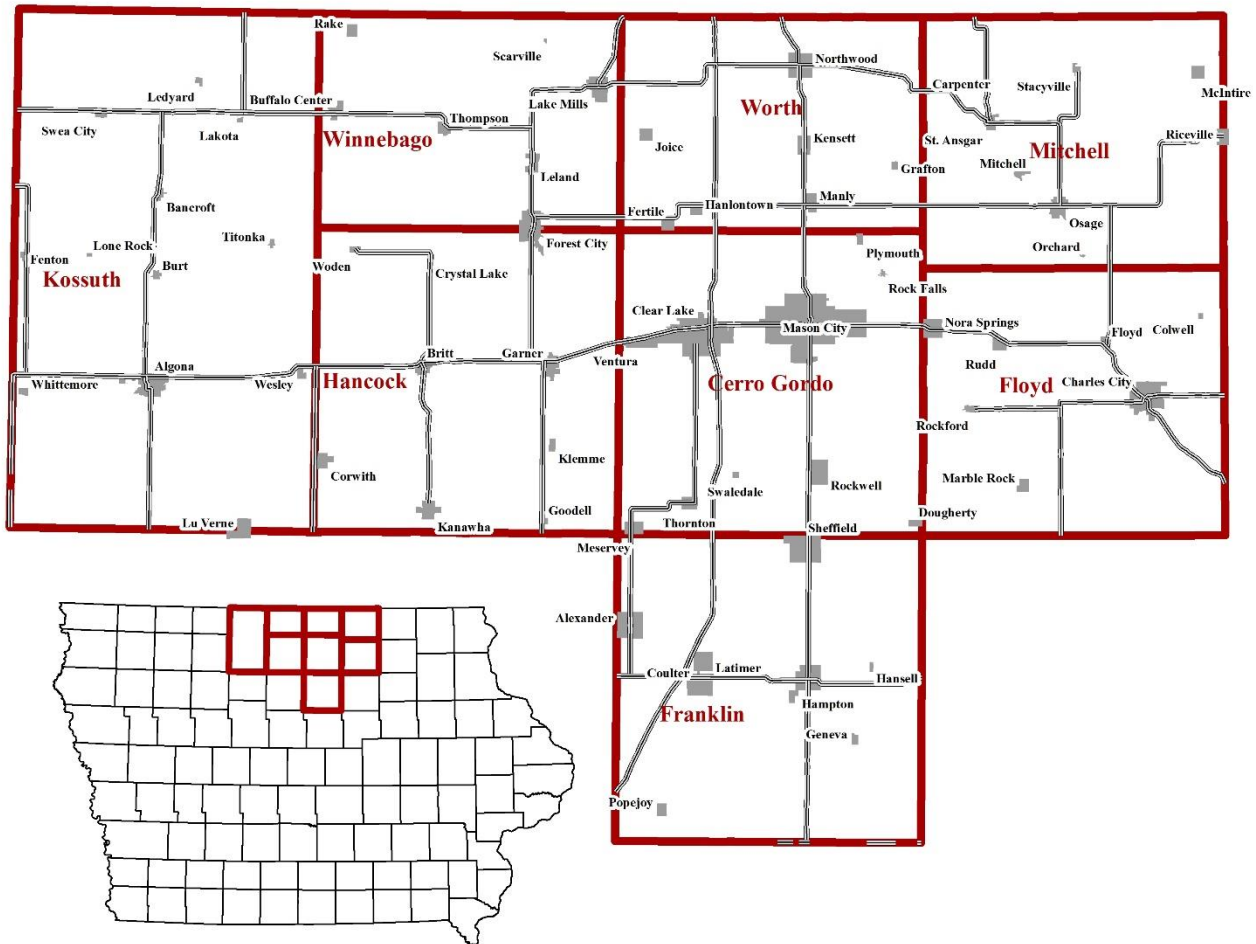 Rake
Scarville
Northwood
Carpenter
Stacyville
McIntire
Ledyard
Buffalo Center
Lake Mills
Worth
Swea City
Lakota
Thompson
Winnebago
Joice
Kensett
St. Ansgar
Riceville
Mitchell
Mitchell
Grafton
Leland
Bancroft
Fertile
Hanlontown
Manly
Osage
Titonka
Lone Rock
Forest City
Plymouth
Orchard
Fenton
Kossuth
Burt
Woden
Crystal Lake
Rock Falls
Clear Lake
Mason City
Nora Springs
Floyd
Colwell
Britt
Garner
Ventura
Rudd
Whittemore
Algona
Wesley
Hancock
Cerro Gordo
Floyd
Charles City
Rockford
Klemme
Corwith
Swaledale
Rockwell
Marble Rock
Lu Verne
Kanawha
Goodell
Thornton
Sheffield
Dougherty
Meservey
Alexander
Coulter
Latimer
Hansell
Franklin
Hampton
Geneva
Popejoy